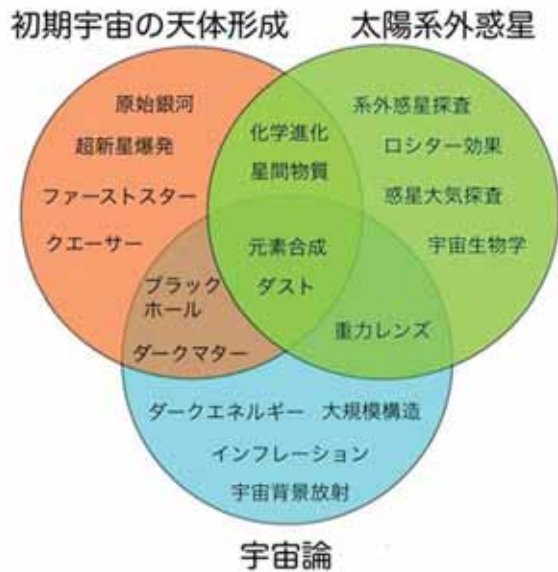 初期宇宙の天体形成
太陽系外惑星
原始銀河
超新星爆発
ファーストスター
クエーサー
化学進化
星間物質
系外惑星探査
ロシター効果
惑星大気探査
宇宙生物学
元素合成
ダスト
ブラック
ホール
ダークマター
重力レンズ
ダークエネルギー
大規模構造
インフレーション
宇宙背景放射
宇宙論